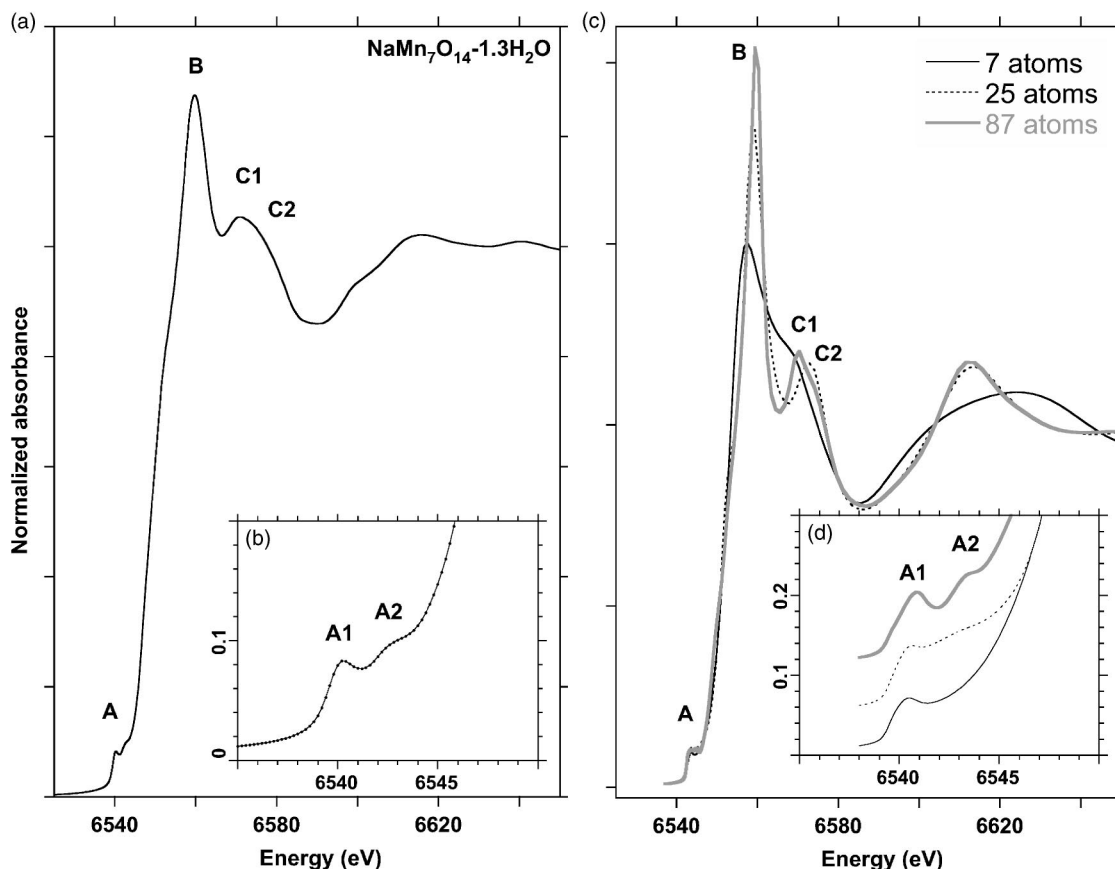 (a)
NaMn7O14-1.3H2O
B
C1
C2
A
Normalized absorbance
(b)
A1
A2
0.1
0
6540
6545
6540
6580
6620
Energy (eV)
(c)
B
7 atoms
25 atoms
87 atoms
C1
C2
A
(d)
A1
A2
0.2
0.1
6540
6545
6540
6580
6620
Energy (eV)